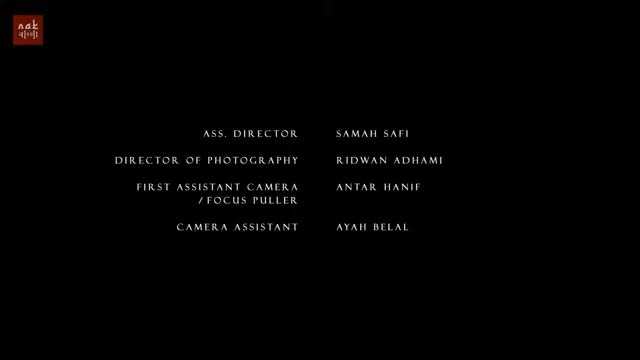 nak
ASS. DIRECTOR SAMAH SAFI
DIRECTOR OF PHOTOGRAPHY RIDWAN ADHAMI
FIRST ASSISTANT CAMERA ANTAR HANIF
/ FOCUS PULLER
CAMERA ASSISTANT AYAH BELAL